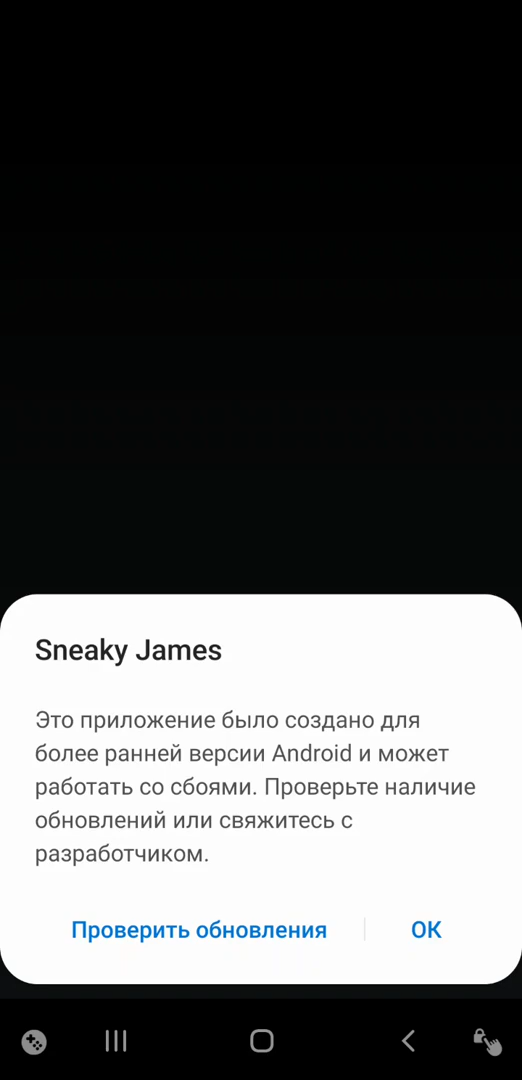 Sneaky James
Это приложение было создано для
более ранней версии Android и может
работать со сбоями. Проверьте наличие
обновлений или свяжитесь с
разработчиком.
Проверить обновления
ОК